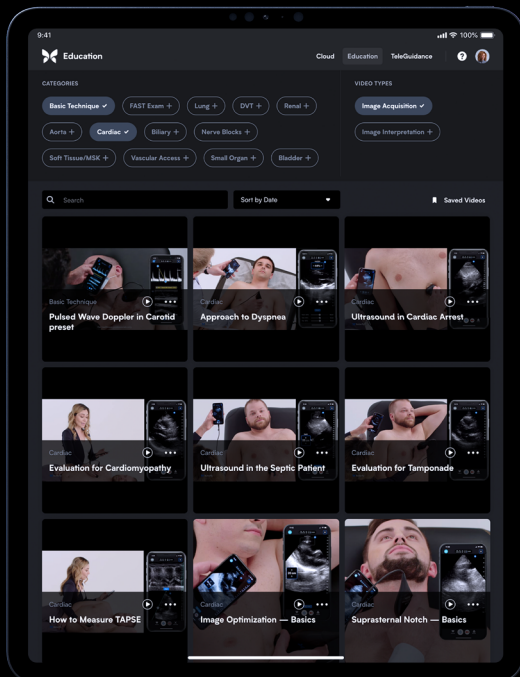 9:41
100%
Education
Cloud
Education
TeleGuidance
?
CATEGORIES
VIDEO TYPES
Basic Technique
FAST Exam
Lung
DVT
Renal
Image Acquisition
Aorta
Cardiac
Biliary
Nerve Blocks
Image Interpretation
Soft Tissue/MSK
Vascular Access
Small Organ
Bladder
Search
Sort by Date
Saved Videos
Basic Technique
Pulsed Wave Doppler in Carotid
preset
Cardiac
Approach to Dyspnea
Cardiac
Ultrasound in Cardiac Arrest
Cardiac
Evaluation for Cardiomyopathy
Cardiac
Ultrasound in the Septic Patient
Cardiac
Evaluation for Tamponade
Cardiac
How to Measure TAPSE
Cardiac
Image Optimization — Basics
Cardiac
Suprasternal Notch — Basics